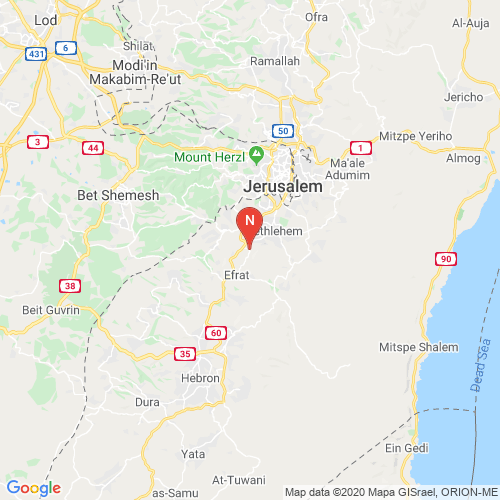 Ofra
Al-Auja
Lod
6
Shilat
431
Modi'in
Makabim-Re'ut
Ramallah
Jericho
50
3
44
Mitzpe Yeriho
1
Mount Herzl
Almog
Ma'ale
Adumim
Jerusalem
Bet Shemesh
N
ethlehem
90
Efrat
38
Beit Guvrin
60
35
Mitspe Shalem
Dead Sea
Hebron
Dura
Yata
Ein Gedi
At-Tuwani
as-Samu
Google
Map data ©2020 Mapa GISrael, ORION-ME